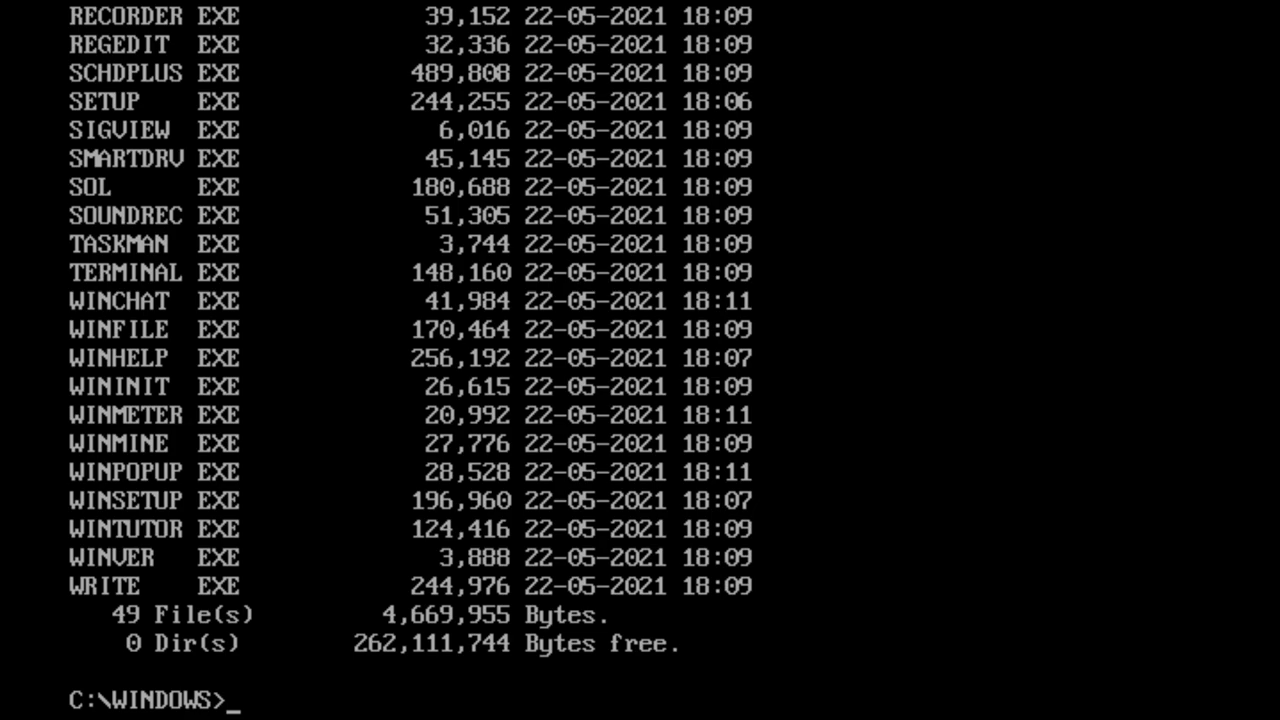 RECORDER EXE 39,152 22-05-2021 18:09
REGEDIT EXE 32,336 22-05-2021 18:09
SCHDPLUS EXE 489,808 22-05-2021 18:09
SETUP EXE 244,255 22-05-2021 18:06
SIGVIEW EXE 6,016 22-05-2021 18:09
SMARTDRV EXE 45,145 22-05-2021 18:09
SOL EXE 180,688 22-05-2021 18:09
SOUNDREC EXE 51,305 22-05-2021 18:09
TASKMAN EXE 3,744 22-05-2021 18:09
TERMINAL EXE 148,160 22-05-2021 18:09
WINCHAT EXE 41,984 22-05-2021 18:11
WINFILE EXE 170,464 22-05-2021 18:09
WINHELP EXE 256,192 22-05-2021 18:07
WININIT EXE 26,615 22-05-2021 18:09
WINMETER EXE 20,992 22-05-2021 18:11
WINMINE EXE 27,776 22-05-2021 18:09
WINPOPUP EXE 28,528 22-05-2021 18:11
WINSETUP EXE 196,960 22-05-2021 18:07
WINTUTOR EXE 124,416 22-05-2021 18:09
WINVER EXE 3,888 22-05-2021 18:09
WRITE EXE 244,976 22-05-2021 18:09
49 File(s) 4,669,955 Bytes.
0 Dir(s) 262,111,744 Bytes free.
C:\WINDOWS>_